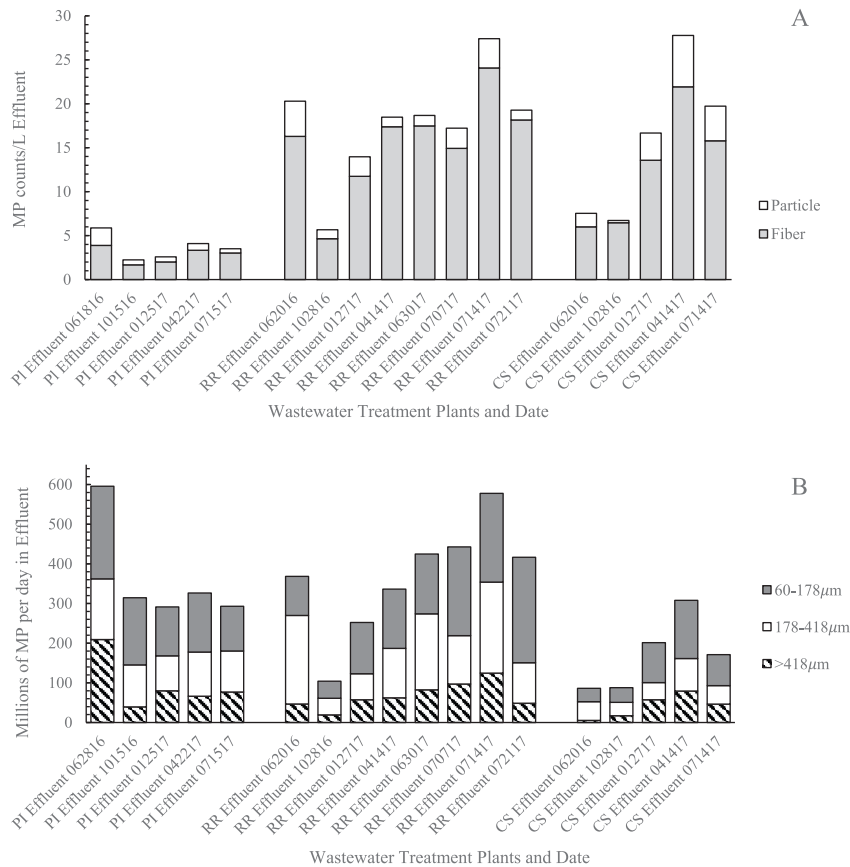 A
30
25
20
15
10
5
0
MP counts/L Effluent
Particle
Fiber
PI Effluent 061816
PI Effluent 101516
PI Effluent 012517
PI Effluent 042217
PI Effluent 071517
RR Effluent 062016
RR Effluent 102816
RR Effluent 012717
RR Effluent 041417
RR Effluent 063017
RR Effluent 070717
RR Effluent 071417
RR Effluent 072117
CS Effluent 062016
CS Effluent 102816
CS Effluent 012717
CS Effluent 041417
CS Effluent 071417
Wastewater Treatment Plants and Date
B
600
500
400
300
200
100
0
Millions of MP per day in Effluent
60-178μm
178-418μm
>418μm
PI Effluent 062816
PI Effluent 101516
PI Effluent 012517
PI Effluent 042217
PI Effluent 071517
RR Effluent 062016
RR Effluent 102816
RR Effluent 012717
RR Effluent 041417
RR Effluent 063017
RR Effluent 070717
RR Effluent 071417
RR Effluent 072117
CS Effluent 062016
CS Effluent 102817
CS Effluent 012717
CS Effluent 041417
CS Effluent 071417
Wastewater Treatment Plants and Date